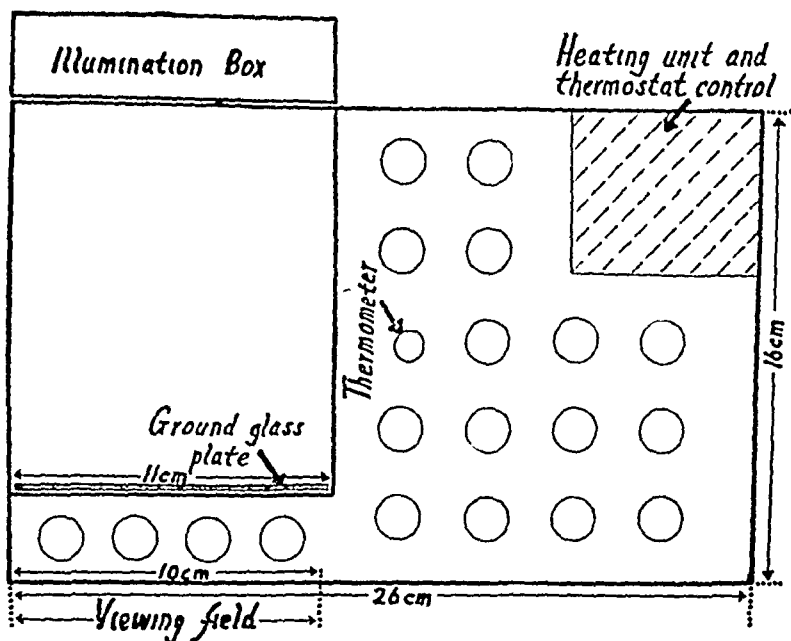 Illumination Box
Heating unit and
thermostat control
Thermometer
16cm
Ground glass
plate
11cm
10cm
26cm
Viewing field